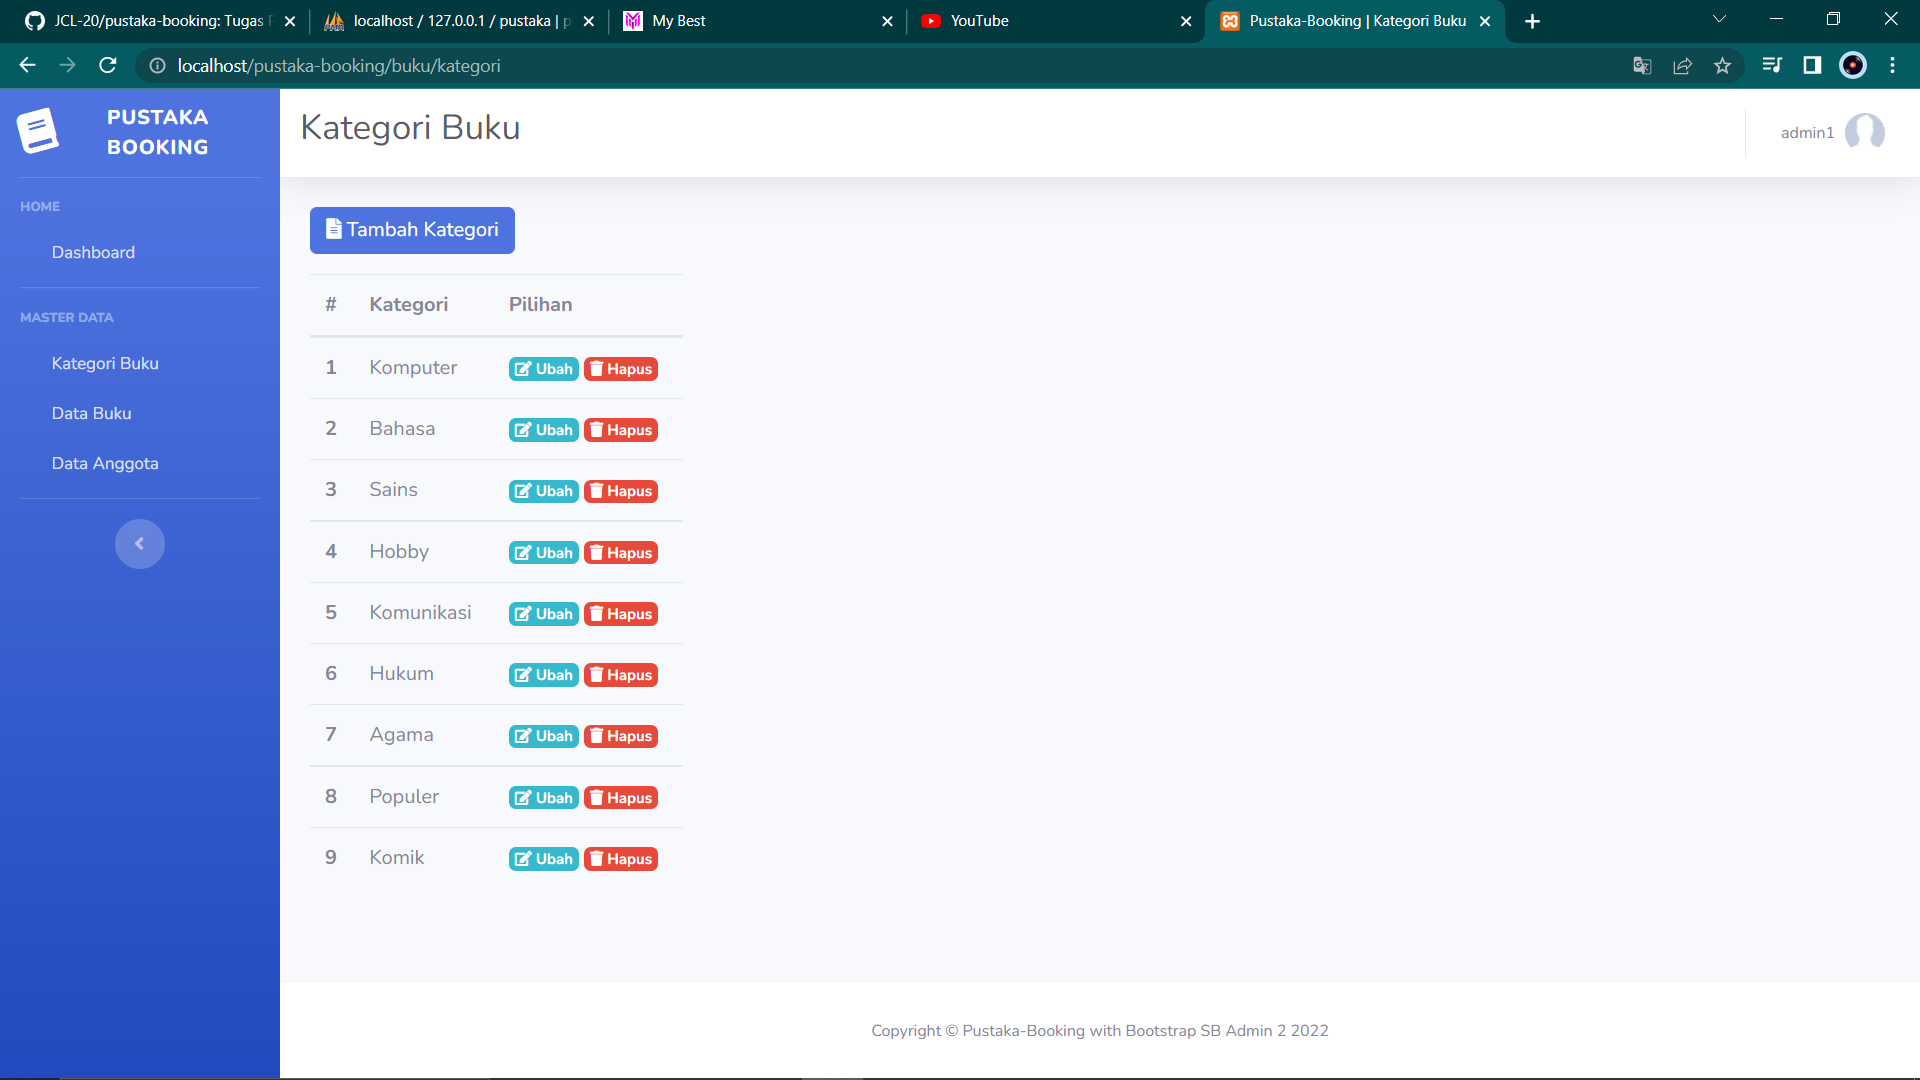 JCL-20/pustaka-booking: Tugas
localhost / 127.0.0.1 / pustaka | p
My Best
YouTube
Pustaka-Booking | Kategori Buku
localhost/pustaka-booking/buku/kategori
PUSTAKA
BOOKING
HOME
Dashboard
MASTER DATA
Kategori Buku
Data Buku
Data Anggota
Kategori Buku
admin1
Tambah Kategori
# Kategori Pilihan
1 Komputer Ubah Hapus
2 Bahasa Ubah Hapus
3 Sains Ubah Hapus
4 Hobby Ubah Hapus
5 Komunikasi Ubah Hapus
6 Hukum Ubah Hapus
7 Agama Ubah Hapus
8 Populer Ubah Hapus
9 Komik Ubah Hapus
Copyright © Pustaka-Booking with Bootstrap SB Admin 2 2022